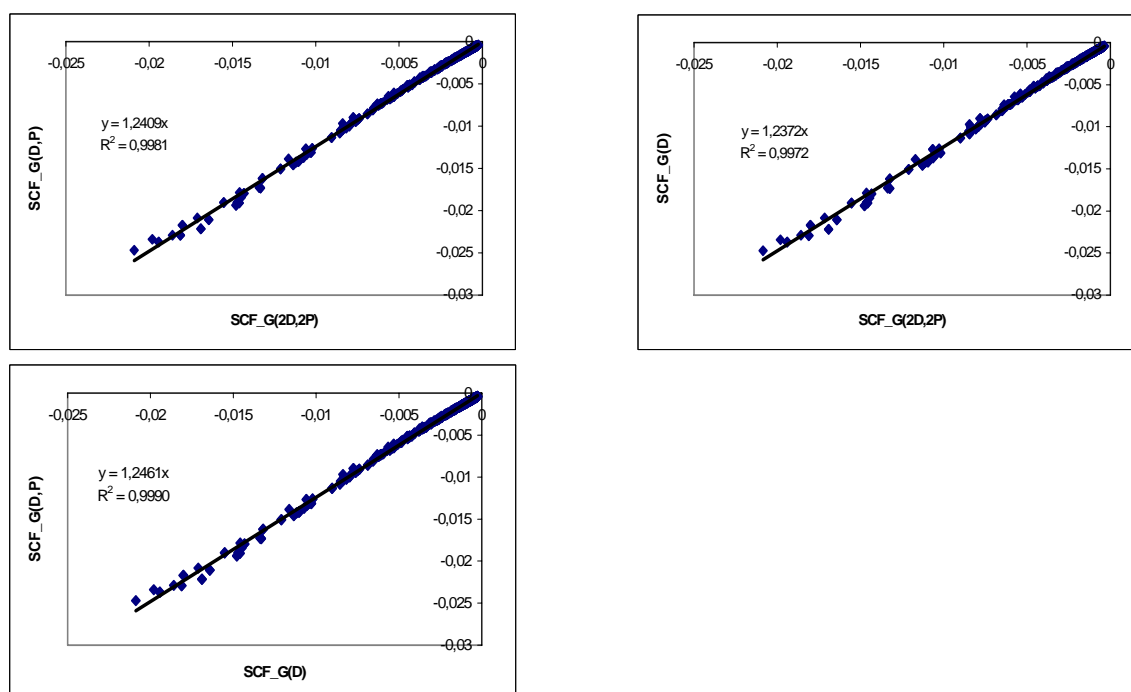 0
-0,025 -0,02 -0,015 -0,01 -0,005 0
-0,005
-0,01
-0,015
-0,02
-0,025
-0,03
y = 1,2409x
R² = 0,9981
SCF_G(D,P)
SCF_G(2D,2P)
0
-0,025 -0,02 -0,015 -0,01 -0,005 0
-0,005
-0,01
-0,015
-0,02
-0,025
-0,03
y = 1,2372x
R² = 0,9972
SCF_G(D)
SCF_G(2D,2P)
0
-0,025 -0,02 -0,015 -0,01 -0,005 0
-0,005
-0,01
-0,015
-0,02
-0,025
-0,03
y = 1,2461x
R² = 0,9990
SCF_G(D,P)
SCF_G(D)